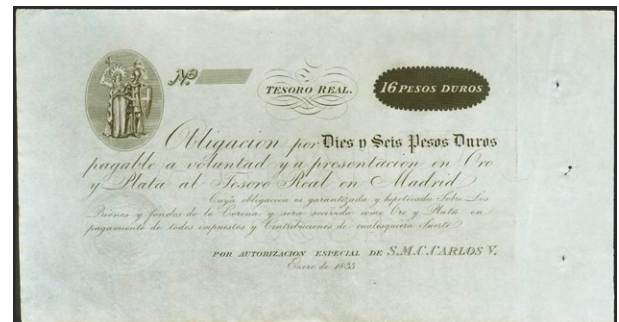 Nº
TESORO REAL.
16 PESOS DUROS
Obligacion por Dies y Seis Pesos Duros
pagable a voluntad y a presentacion en Oro
y Plata al Tesoro Real en Madrid
Cuya obligacion es garantizada y hipotecada Sobre Los
Bienes y fondos de la Corona y sera recivida como Oro y Plata en
pagamento de todos impuestos y Contribuciones de cualesquiera Suerte
POR AUTORIZACION ESPECIAL DE S.M.C. CARLOS V.
Enero de 1835